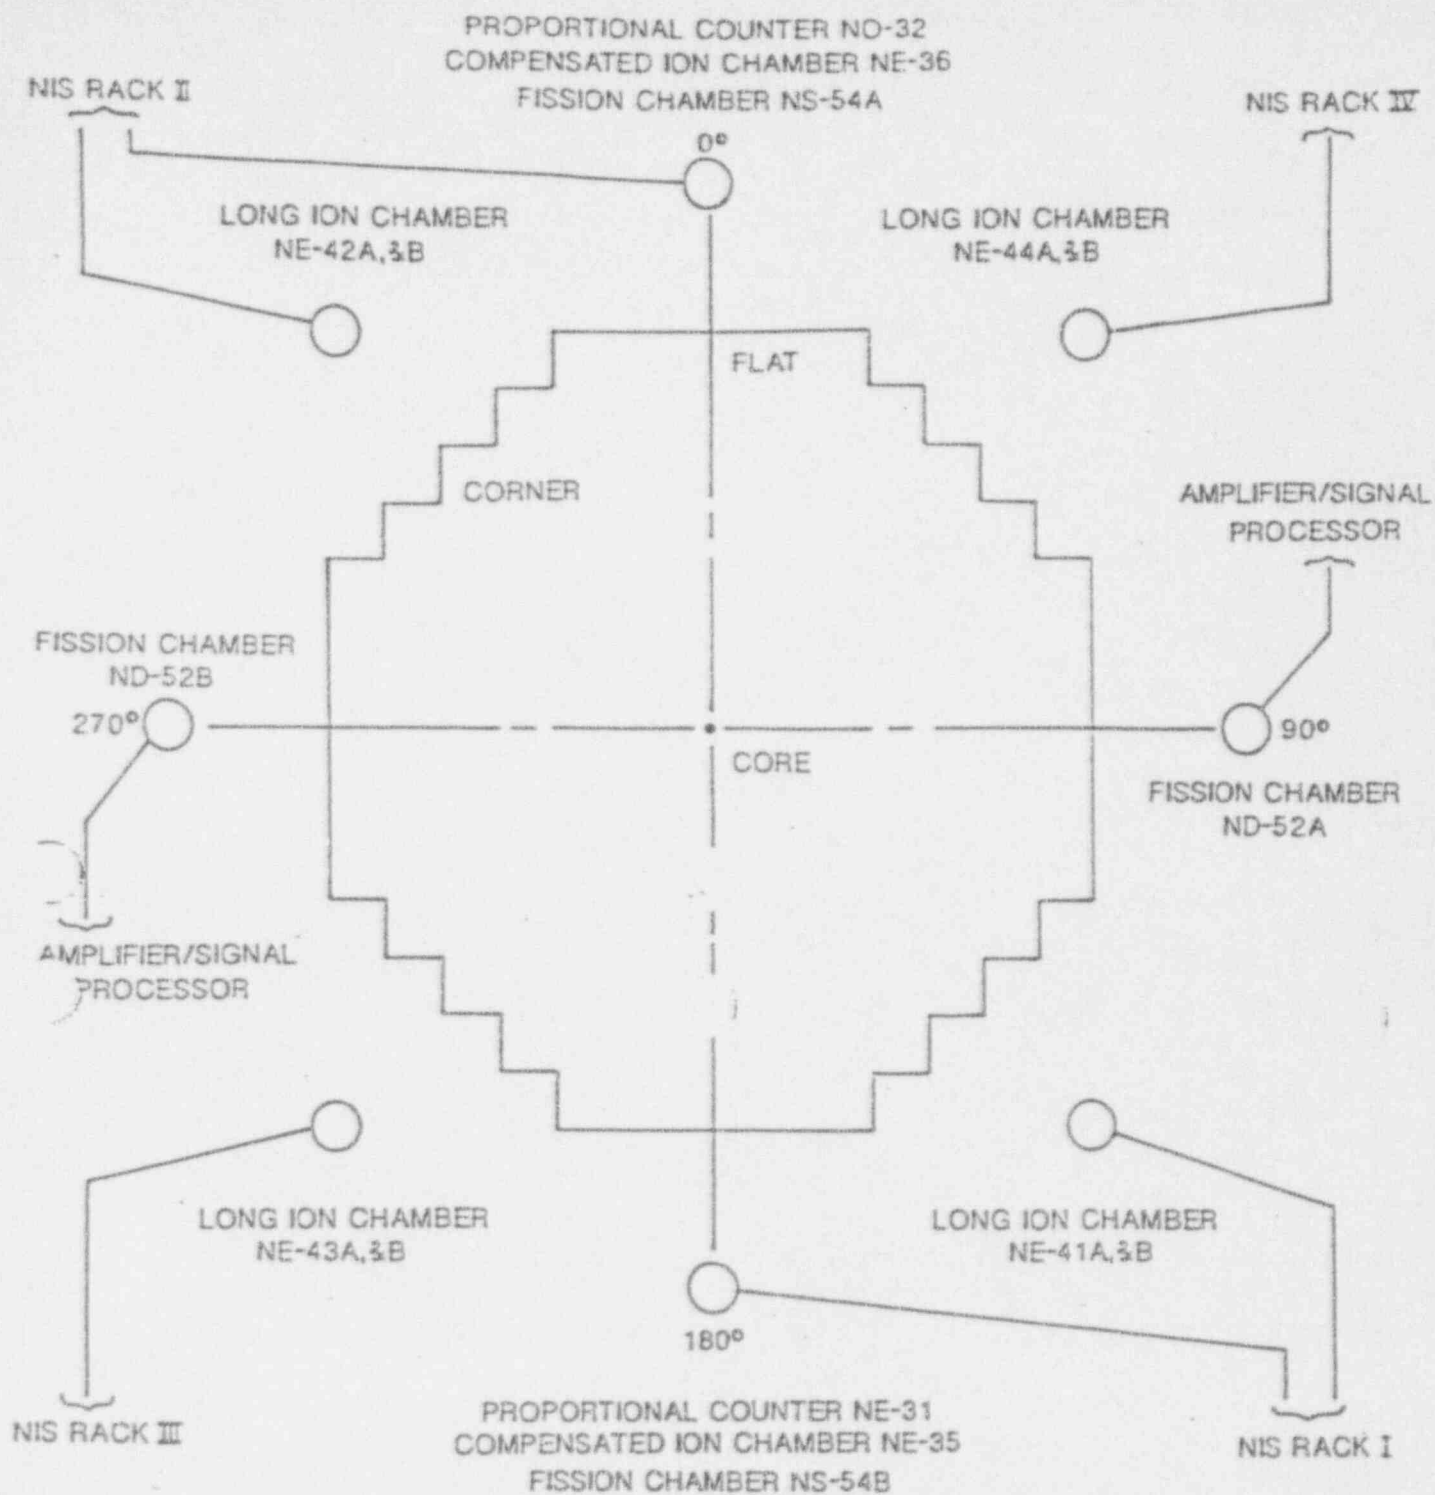 PROPORTIONAL COUNTER NO-32
COMPENSATED ION CHAMBER NE-36
FISSION CHAMBER NS-54A
NIS RACK II
NIS RACK IV
0°
LONG ION CHAMBER
NE-42A,&B
LONG ION CHAMBER
NE-44A,&B
FLAT
CORNER
AMPLIFIER/SIGNAL
PROCESSOR
FISSION CHAMBER
ND-52B
270°
90°
CORE
FISSION CHAMBER
ND-52A
AMPLIFIER/SIGNAL
PROCESSOR
LONG ION CHAMBER
NE-43A,&B
LONG ION CHAMBER
NE-41A,&B
180°
NIS RACK III
PROPORTIONAL COUNTER NE-31
COMPENSATED ION CHAMBER NE-35
FISSION CHAMBER NS-54B
NIS RACK I